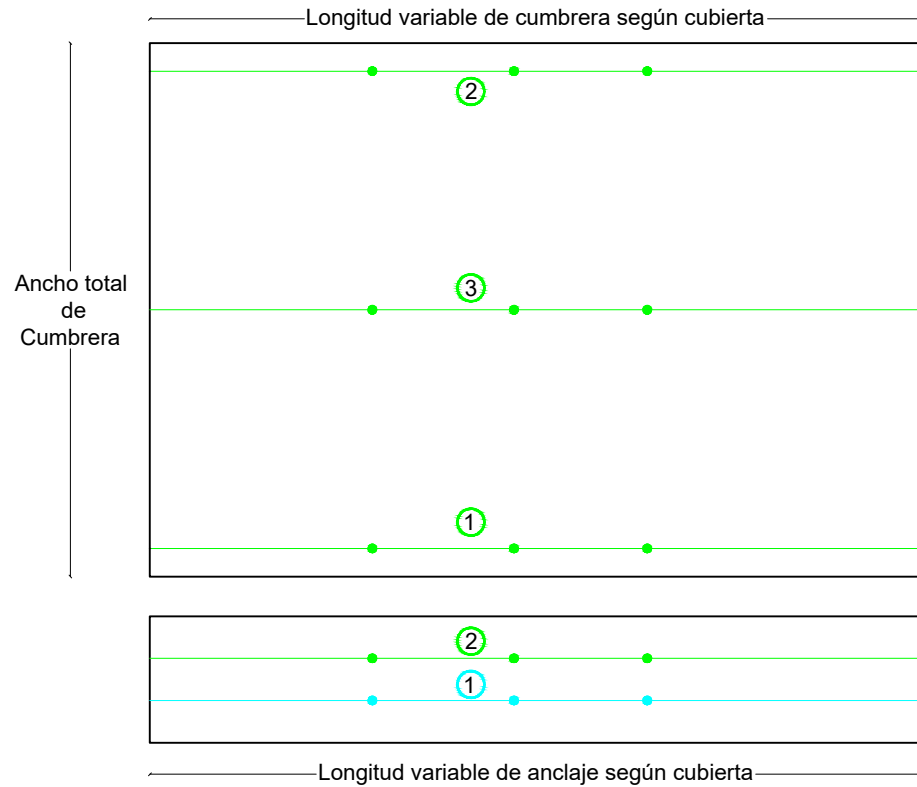 Longitud variable de cumbrera según cubierta
2
Ancho total
de
Cumbrera
3
1
2
1
Longitud variable de anclaje según cubierta